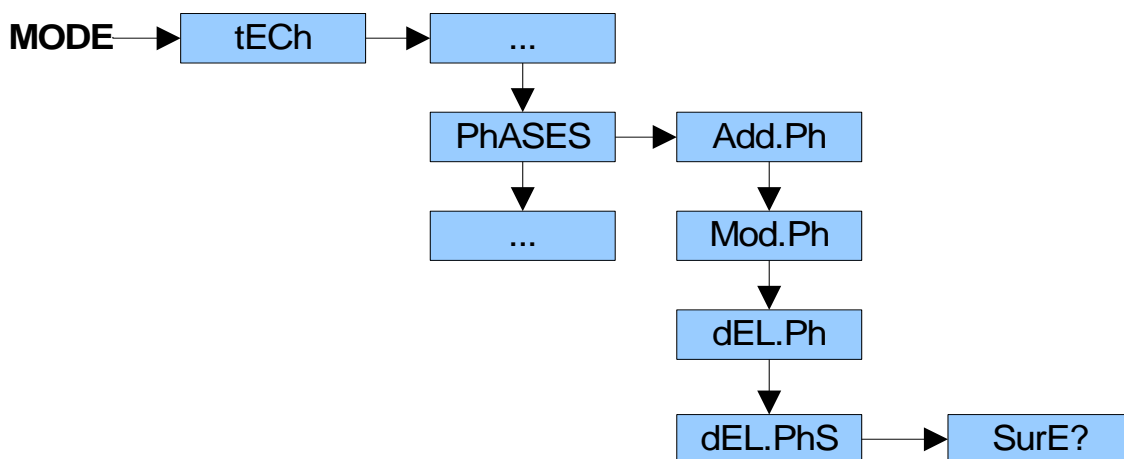 MODE tECh ...
PhASES Add.Ph
... Mod.Ph
dEL.Ph
dEL.PhS SurE?